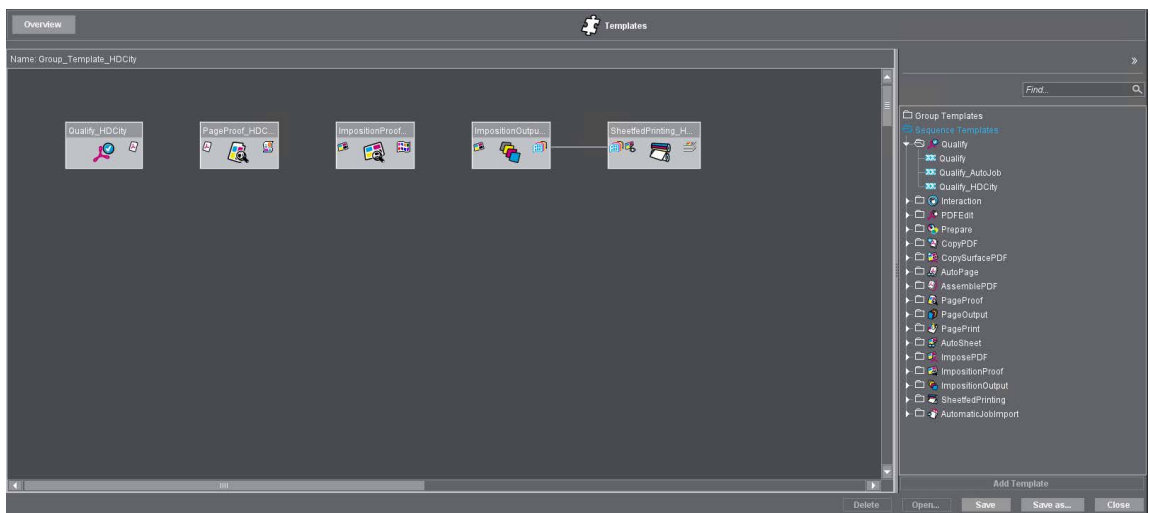 Overview
Templates
Name: Group_Template_HDCity
»
Find...
Qualify_HDCity
PageProof_HDC...
ImpositionProof...
ImpositionOutpu...
SheetfedPrinting_H...
Group Templates
Sequence Templates
Qualify
Qualify
Qualify_AutoJob
Qualify_HDCity
Interaction
PDFEdit
Prepare
CopyPDF
CopySurfacePDF
AutoPage
AssemblePDF
PageProof
PageOutput
PagePrint
AutoSheet
ImposePDF
ImpositionProof
ImpositionOutput
SheetfedPrinting
AutomaticJobImport
Add Template
Delete
Open...
Save
Save as...
Close